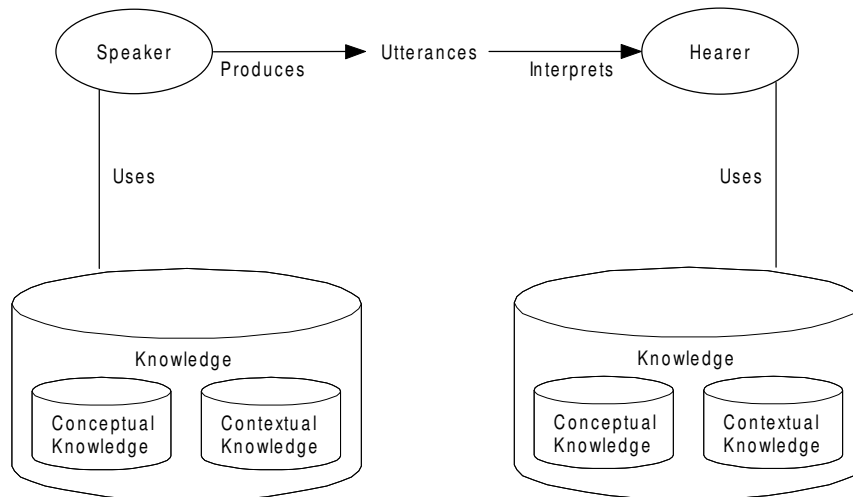 Speaker
Produces
Utterances
Interprets
Hearer
Uses
Uses
Knowledge
Conceptual
Knowledge
Contextual
Knowledge
Knowledge
Conceptual
Knowledge
Contextual
Knowledge